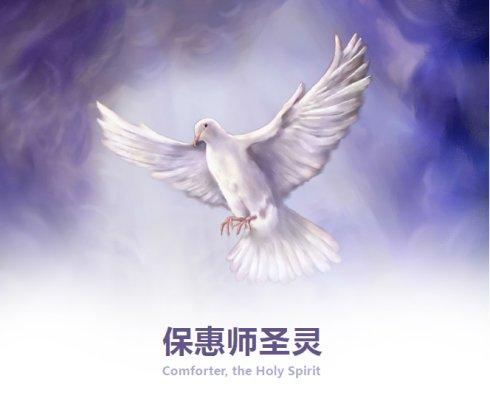 保惠师圣灵
Comforter, the Holy Spirit